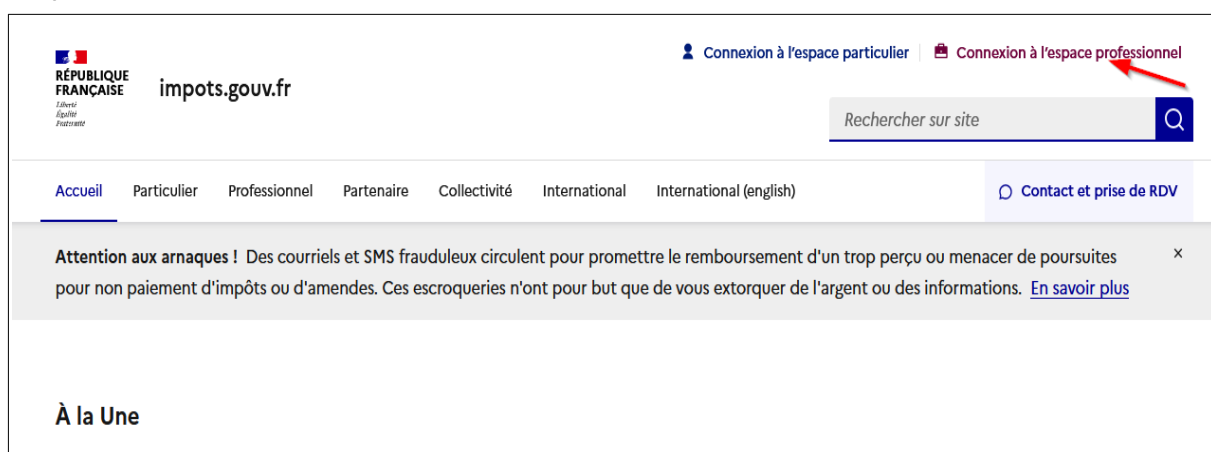 Connexion à l'espace particulier
Connexion à l'espace professionnel
RÉPUBLIQUE
FRANÇAISE
Liberté
Égalité
Fraternité
impots.gouv.fr
Rechercher sur site
Accueil Particulier Professionnel Partenaire Collectivité International International (english) Contact et prise de RDV
Attention aux arnaques ! Des courriels et SMS frauduleux circulent pour promettre le remboursement d'un trop perçu ou menacer de poursuites
pour non paiement d'impôts ou d'amendes. Ces escroqueries n'ont pour but que de vous extorquer de l'argent ou des informations. En savoir plus
À la Une